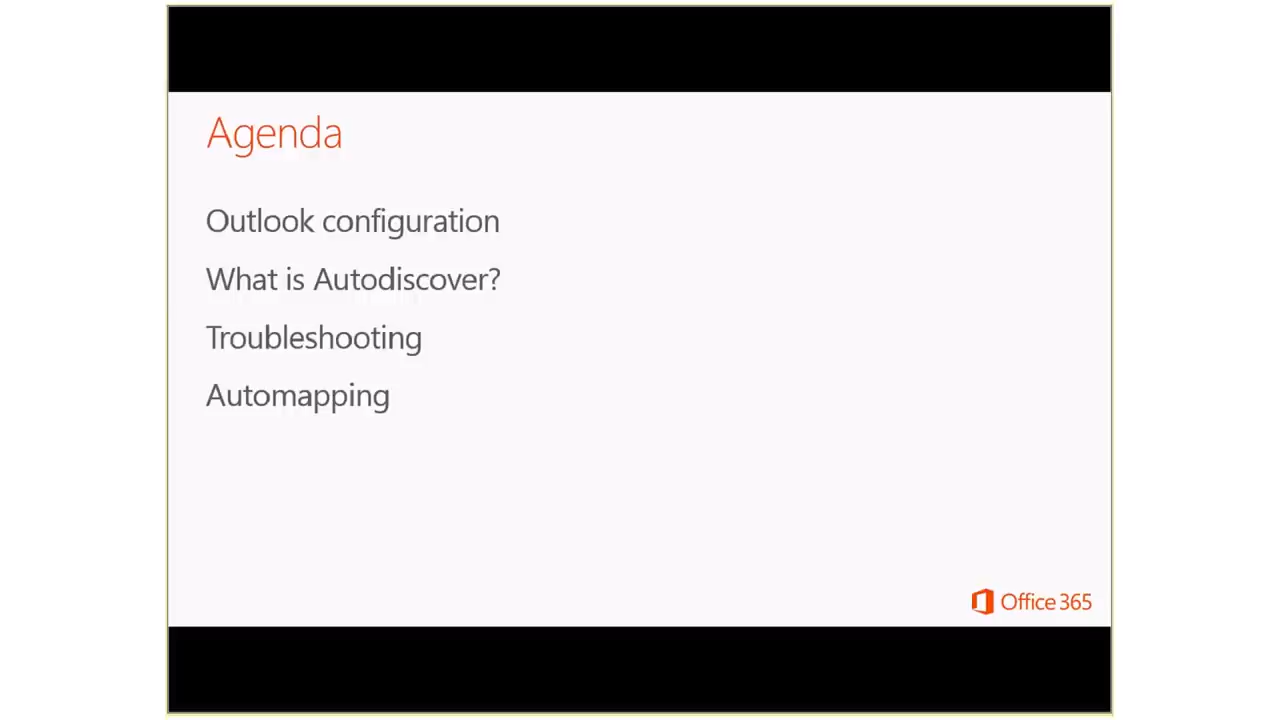 Agenda
Outlook configuration
What is Autodiscover?
Troubleshooting
Automapping
Office 365